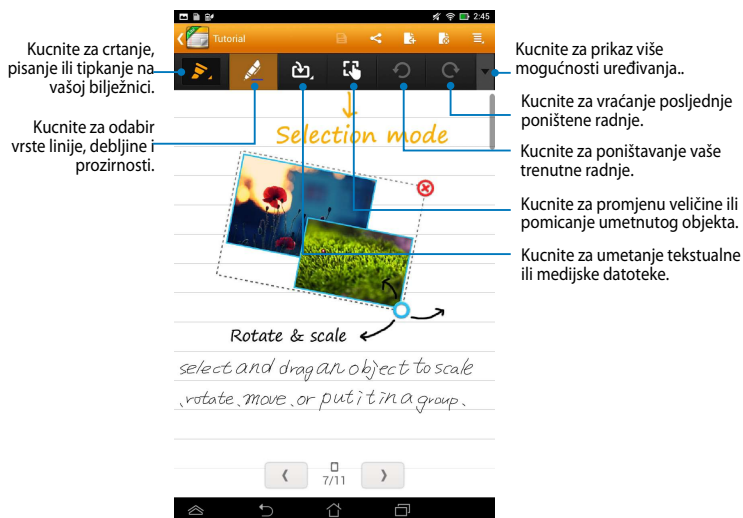 2:45
Tutorial
Kucnite za crtanje,
pisanje ili tipkanje na
vašoj bilježnici.
Kucnite za odabir
vrste linije, debljine i
prozirnosti.
Kucnite za prikaz više
mogućnosti uređivanja..
Kucnite za vraćanje posljednje
poništene radnje.
Kucnite za poništavanje vaše
trenutne radnje.
Kucnite za promjenu veličine ili
pomicanje umetnutog objekta.
Kucnite za umetanje tekstualne
ili medijske datoteke.
Selection mode
Rotate & scale
select and drag an object to scale
,rotate,move,or put it in a group.
7/11